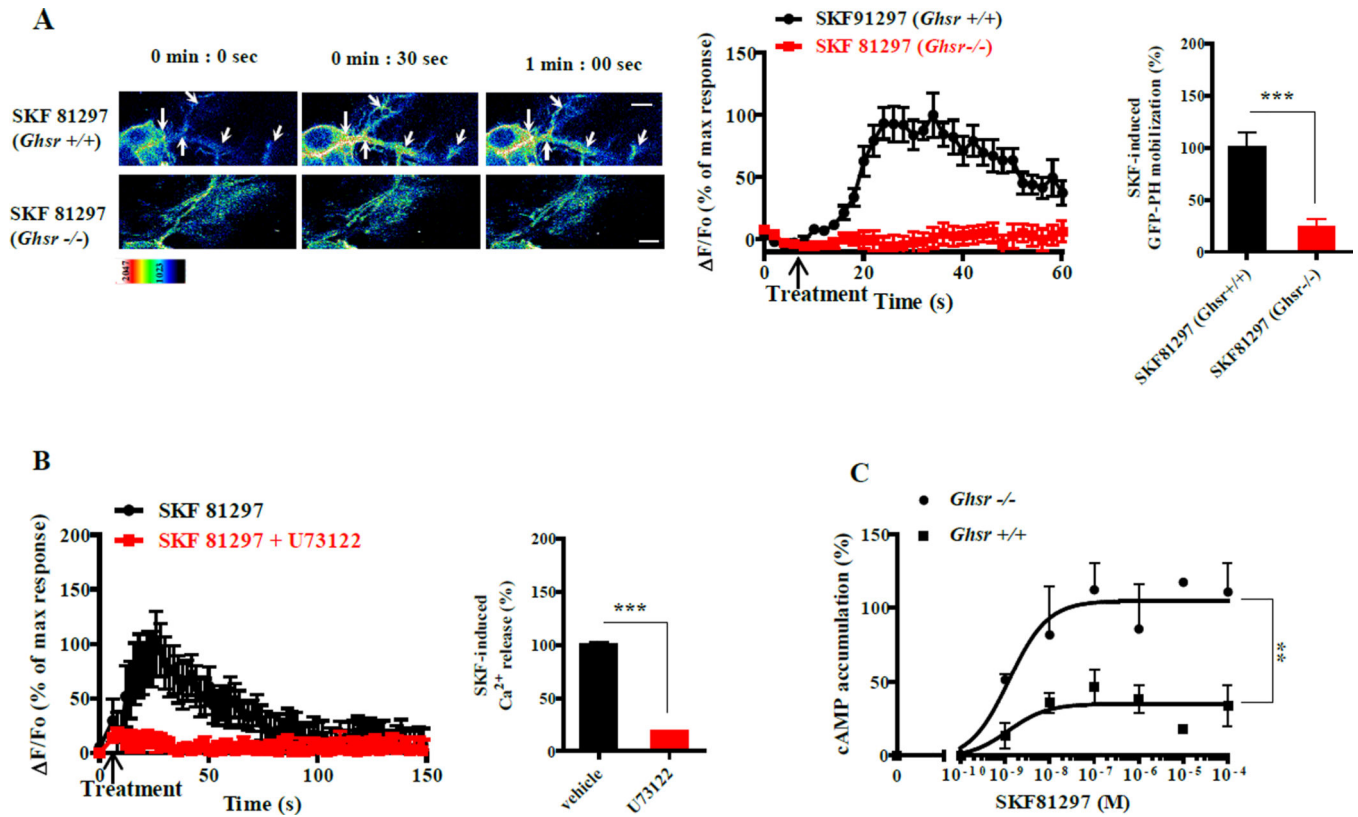 A
0 min : 0 sec
0 min : 30 sec
1 min : 00 sec
SKF 81297
(Ghsr +/+)
SKF 81297
(Ghsr -/-)
2047
1023
SKF91297 (Ghsr +/+)
SKF 81297 (Ghsr-/-)
ΔF/Fo (% of max response)
150
100
50
0
0
20
40
60
Treatment
Time (s)
SKF-induced
GFP-PH mobilization (%)
200
150
100
50
0
***
SKF81297 (Ghsr+/+)
SKF81297 (Ghsr-/-)
B
SKF 81297
SKF 81297 + U73122
ΔF/Fo (% of max response)
200
150
100
50
0
0
50
100
150
Treatment
Time (s)
SKF-induced
Ca2+ release (%)
200
150
100
50
0
***
vehicle
U73122
C
Ghsr -/-
Ghsr +/+
cAMP accumulation (%)
150
100
50
0
**
0
10-10
10-9
10-8
10-7
10-6
10-5
10-4
SKF81297 (M)